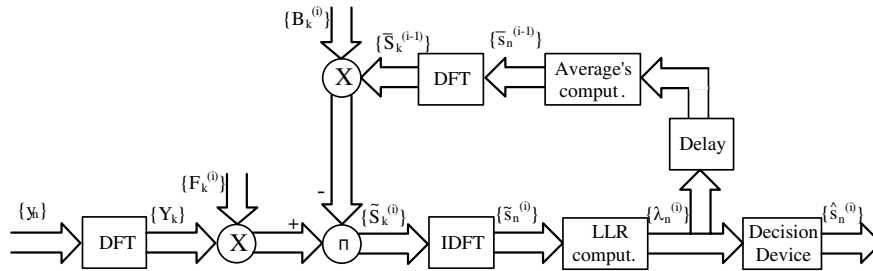 {B_k^(i)}
{S̅_k^(i-1)} {s̅_n^(i-1)}
X DFT Average's
comput .
Delay
{F_k^(i)} -
{y_n} {Y_k} + {S̃_k^(i)} {s̃_n^(i)} {λ_n^(i)} {ŝ_n^(i)}
DFT X п IDFT LLR
comput. Decision
Device